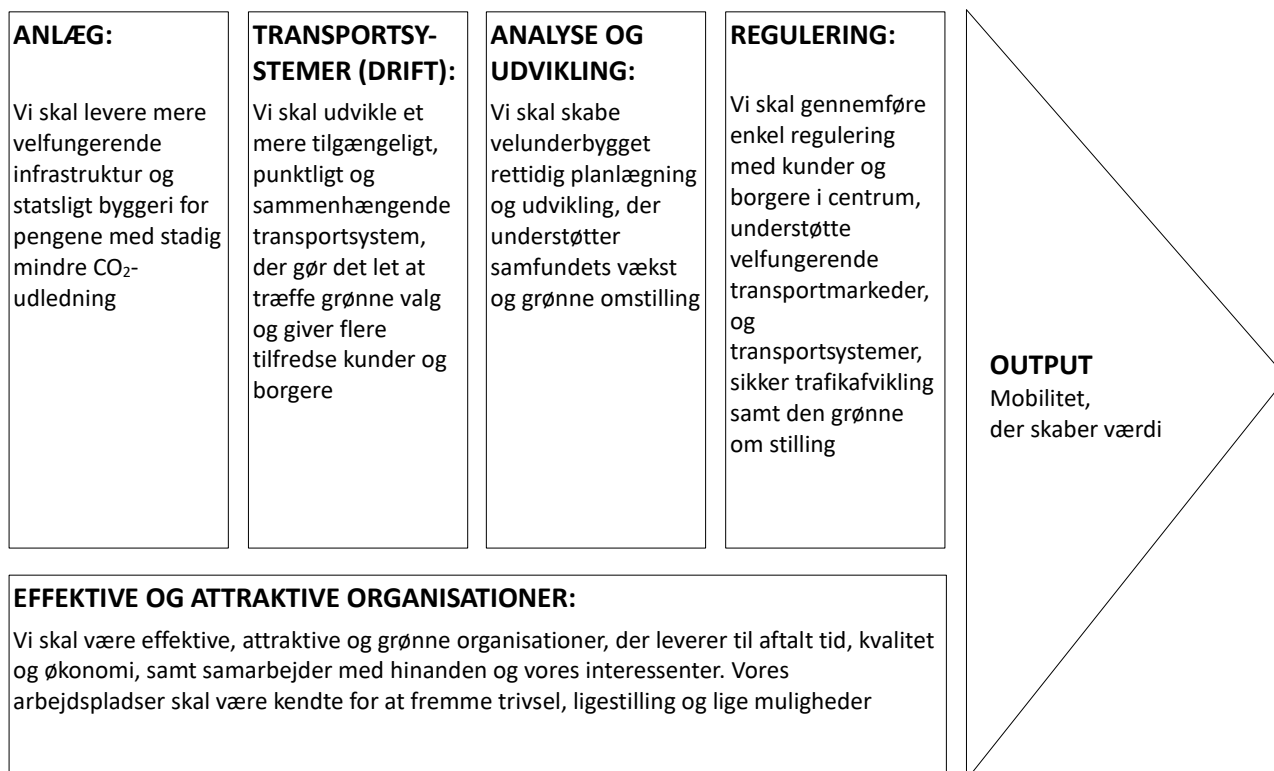 ANLÆG:
Vi skal levere mere
velfungerende
infrastruktur og
statsligt byggeri for
pengene med stadig
mindre CO₂-
udledning
TRANSPORTSY-
STEMER (DRIFT):
Vi skal udvikle et
mere tilgængeligt,
punktligt og
sammenhængende
transportsystem,
der gør det let at
træffe grønne valg
og giver flere
tilfredse kunder og
borgere
ANALYSE OG
UDVIKLING:
Vi skal skabe
velunderbygget
rettidig planlægning
og udvikling, der
understøtter
samfundets vækst
og grønne omstilling
REGULERING:
Vi skal gennemføre
enkel regulering
med kunder og
borgere i centrum,
understøtte
velfungerende
transportmarkeder,
og
transportsystemer,
sikker trafikafvikling
samt den grønne
om stilling
OUTPUT
Mobilitet,
der skaber værdi
EFFEKTIVE OG ATTRAKTIVE ORGANISATIONER:
Vi skal være effektive, attraktive og grønne organisationer, der leverer til aftalt tid, kvalitet
og økonomi, samt samarbejder med hinanden og vores interessenter. Vores
arbejdspladser skal være kendte for at fremme trivsel, ligestilling og lige muligheder